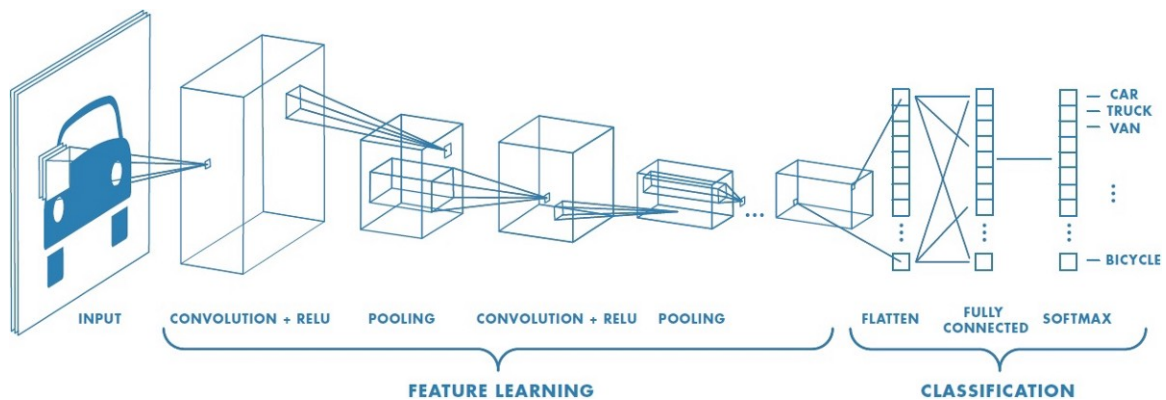 CAR
TRUCK
VAN
BICYCLE
INPUT
CONVOLUTION + RELU
POOLING
CONVOLUTION + RELU
POOLING
FLATTEN
FULLY
CONNECTED
SOFTMAX
FEATURE LEARNING
CLASSIFICATION